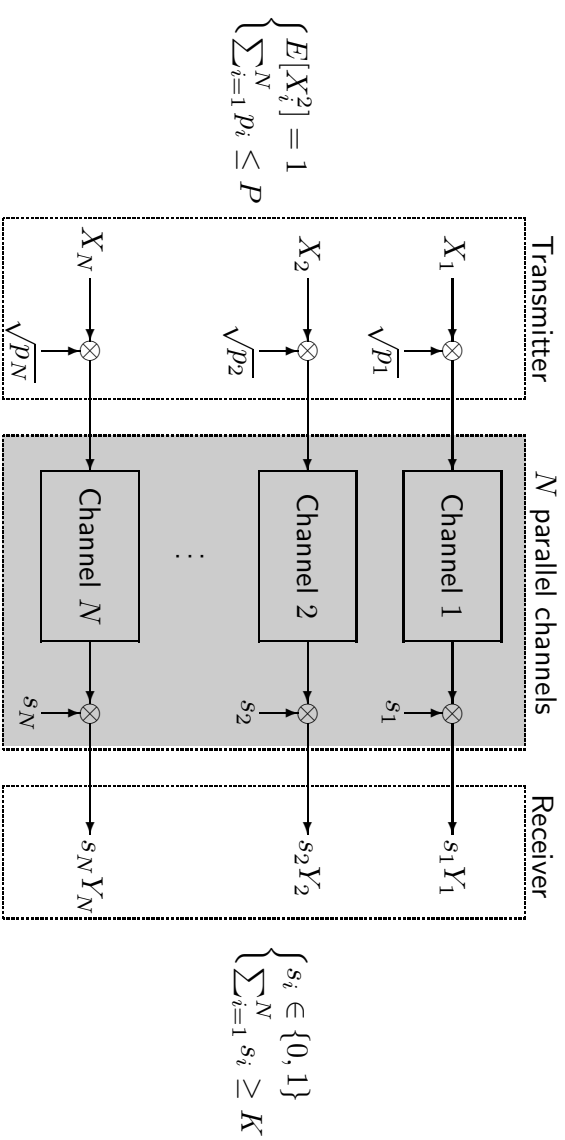 Transmitter
N parallel channels
Receiver
X_1
√p_1
Channel 1
s_1
s_1Y_1
X_2
√p_2
Channel 2
s_2
s_2Y_2
{ E[X_i^2] = 1
∑_{i=1}^N p_i ≤ P
⋮
{ s_i ∈ {0, 1}
∑_{i=1}^N s_i ≥ K
X_N
√p_N
Channel N
s_N
s_NY_N